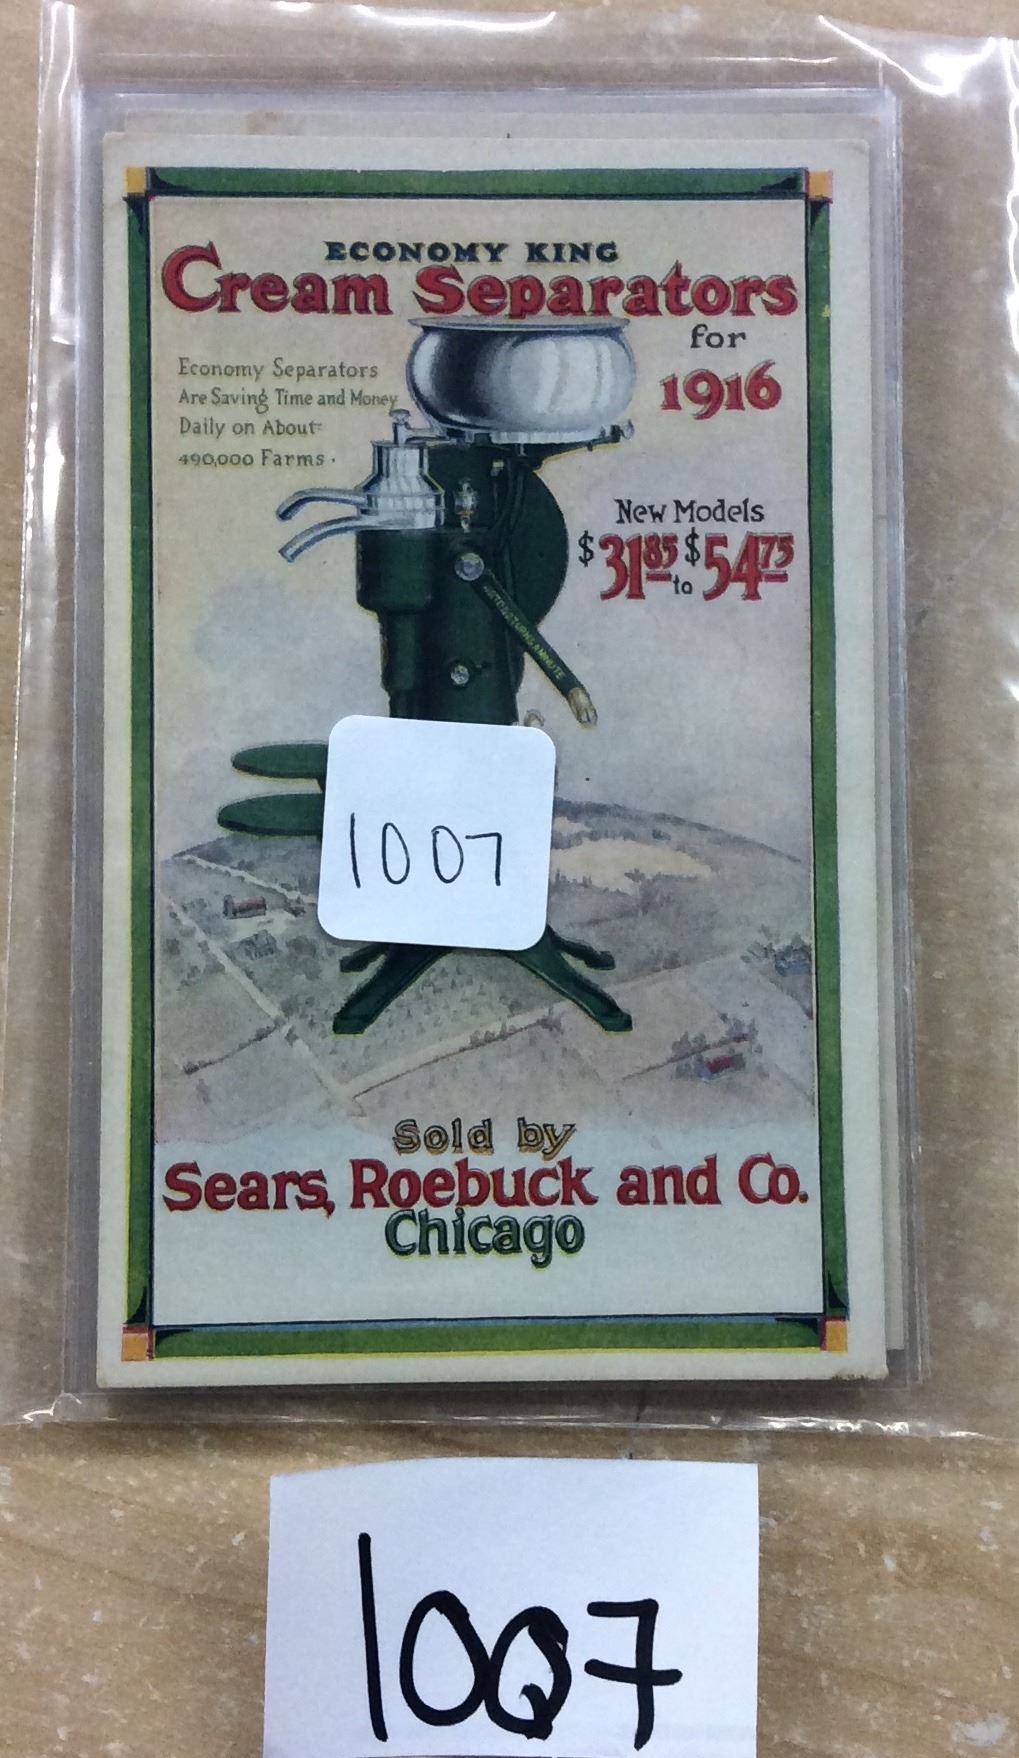 ECONOMY KING
Cream Separators
for
1916
Economy Separators
Are Saving Time and Money
Daily on About
490,000 Farms.
New Models
$31.85 to $54.75
1007
Sold by
Sears, Roebuck and Co.
Chicago
1007